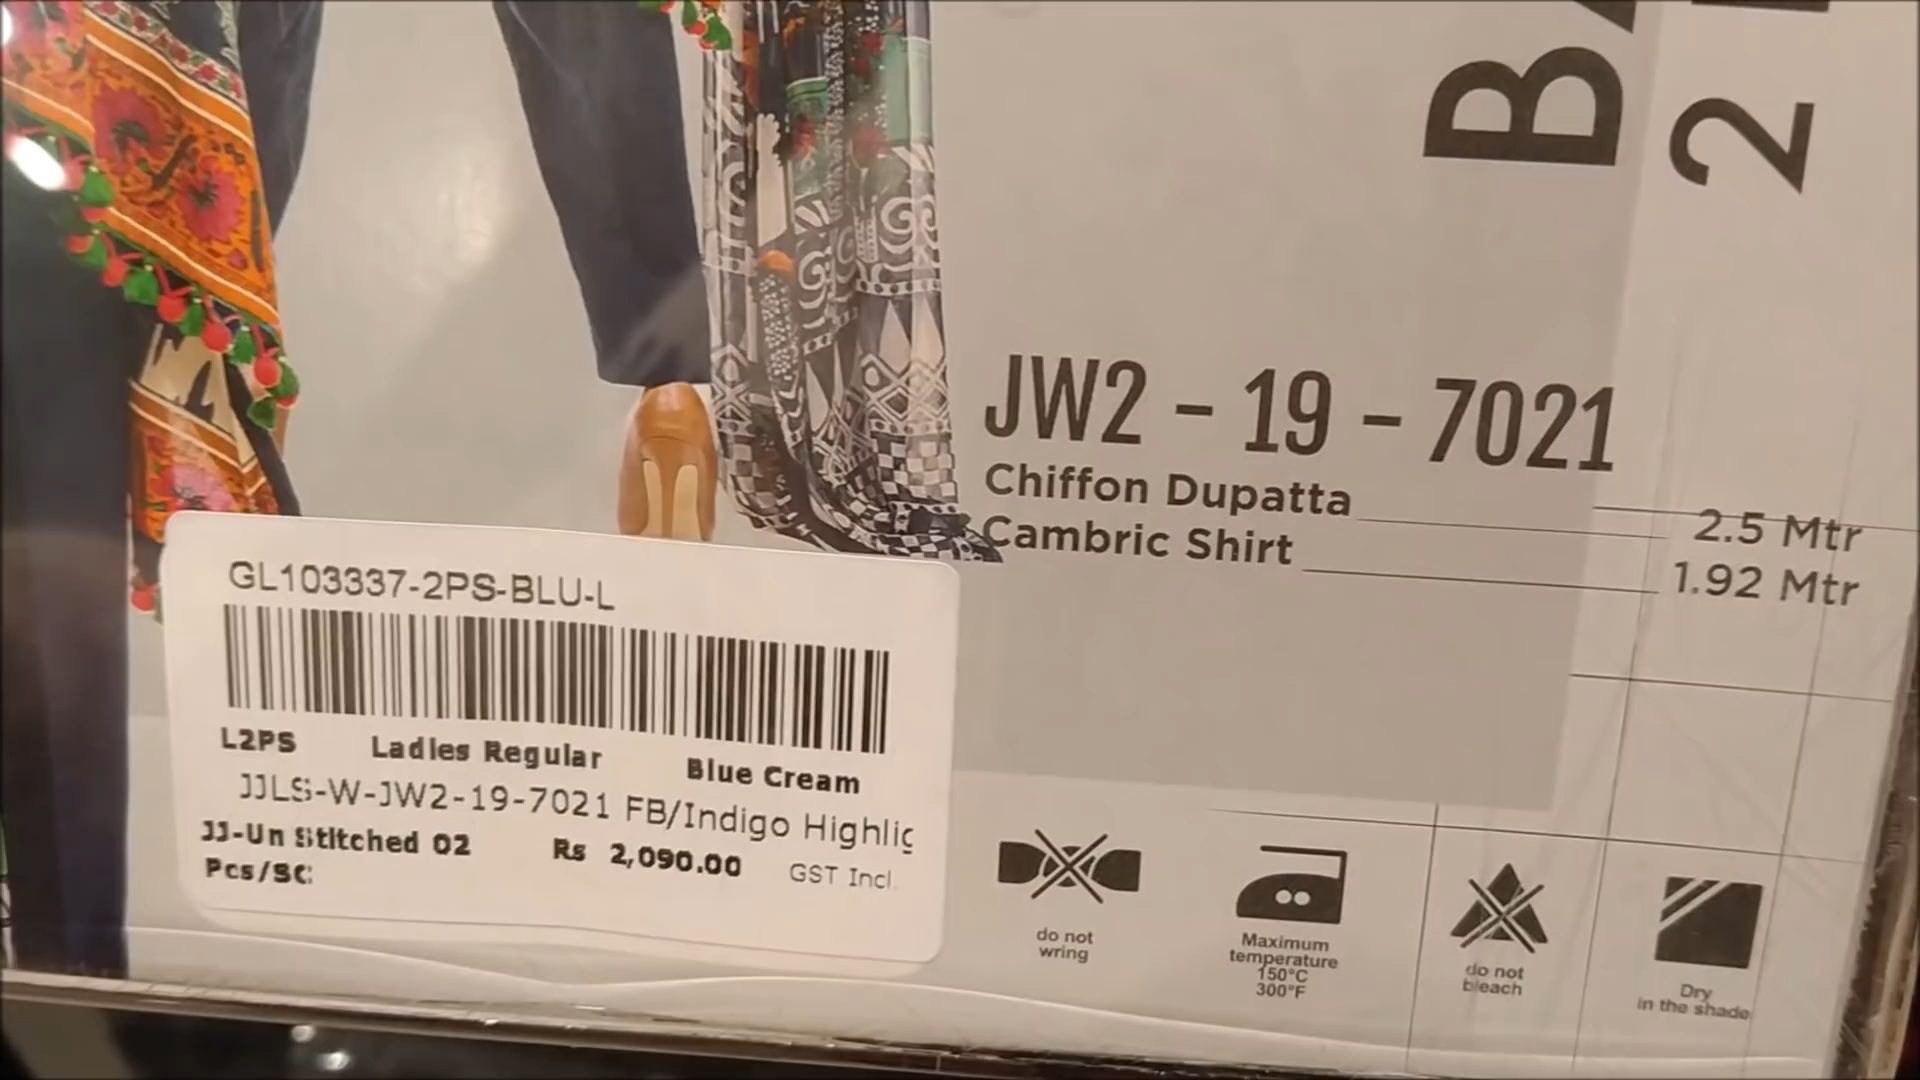 JW2 - 19 - 7021
Chiffon Dupatta 2.5 Mtr
Cambric Shirt 1.92 Mtr
GL103337-2PS-BLU-L
L2PS Ladies Regular Blue Cream
JJLS-W-JW2-19-7021 FB/Indigo Highlig
JJ-Un Stitched 02 Rs 2,090.00 GST Incl.
Pcs/SC
do not
wring
Maximum
temperature
150°C
300°F
do not
bleach
Dry
in the shade